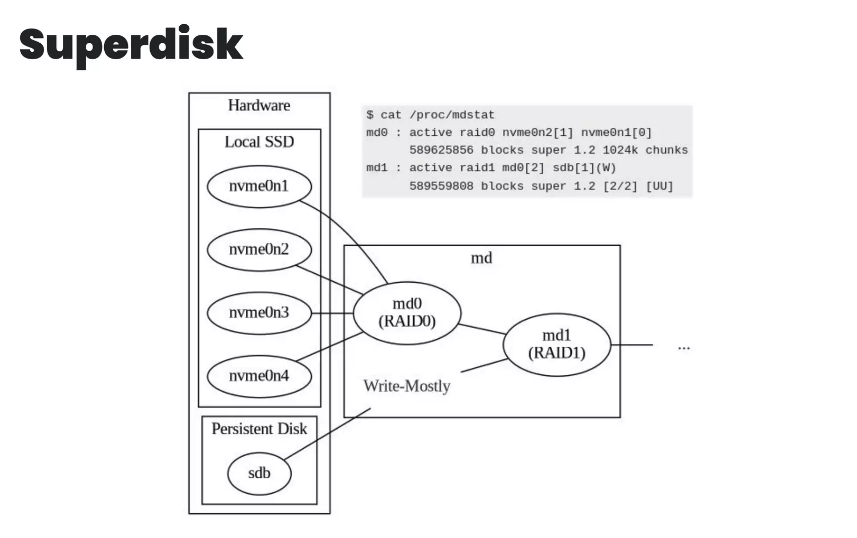 Superdisk
Hardware
Local SSD
nvme0n1
nvme0n2
nvme0n3
nvme0n4
Persistent Disk
sdb
$ cat /proc/mdstat
md0 : active raid0 nvme0n2[1] nvme0n1[0]
589625856 blocks super 1.2 1024k chunks
md1 : active raid1 md0[2] sdb[1](W)
589559808 blocks super 1.2 [2/2] [UU]
md
md0
(RAID0)
md1
(RAID1)
Write-Mostly
...